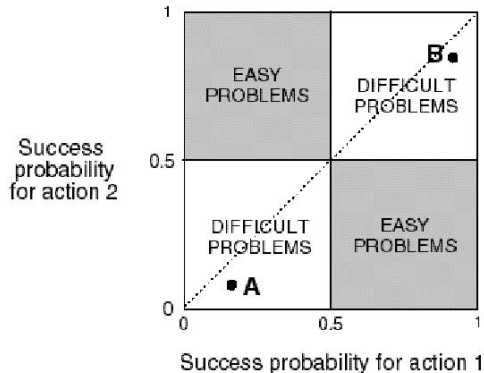 1
EASY
PROBLEMS
B
DIFFICULT
PROBLEMS
Success
probability
for action 2
0.5
DIFFICULT
PROBLEMS
EASY
PROBLEMS
A
0
0
0.5
1
Success probability for action 1